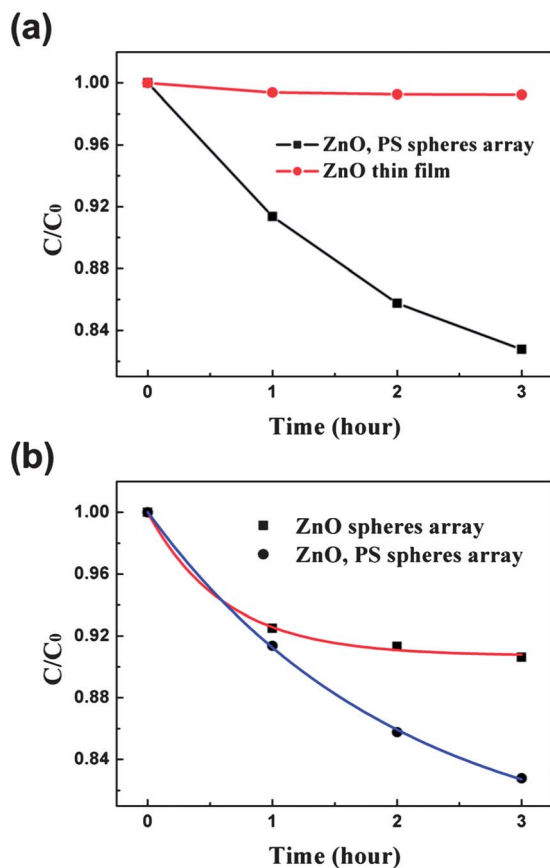 (a)
1.00
0.96
0.92
0.88
0.84
C/C₀
ZnO, PS spheres array
ZnO thin film
0 1 2 3
Time (hour)
(b)
1.00
0.96
0.92
0.88
0.84
C/C₀
ZnO spheres array
ZnO, PS spheres array
0 1 2 3
Time (hour)